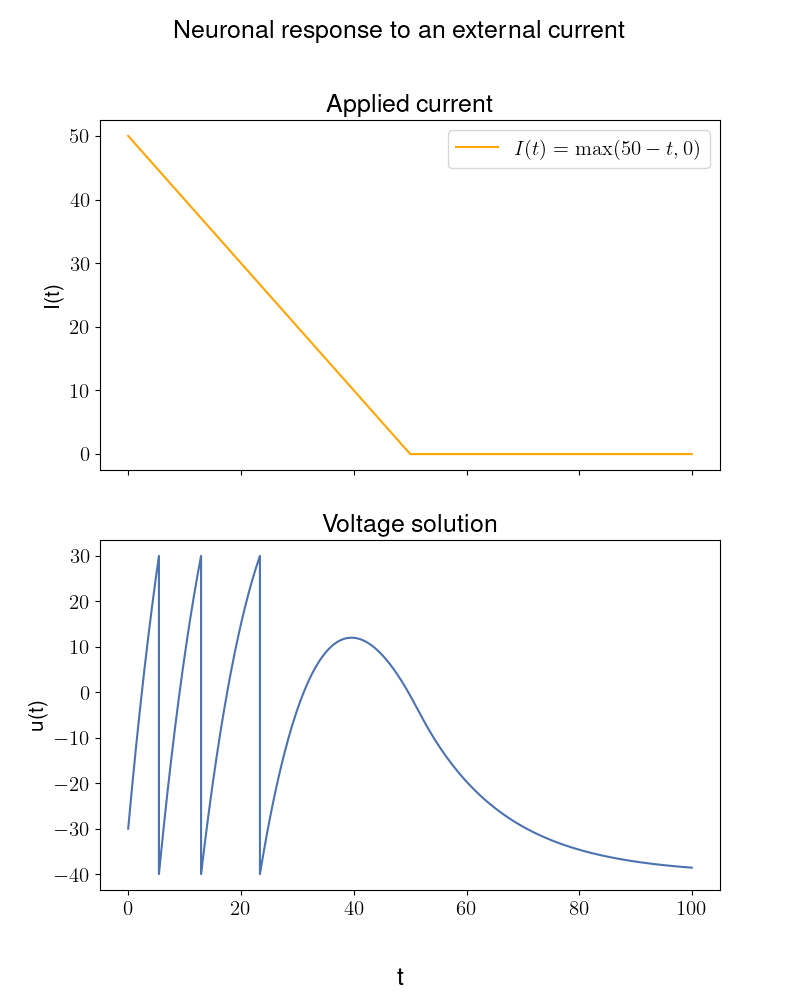 Neuronal response to an external current
Applied current
I(t) = max(50 − t, 0)
50
40
30
20
10
0
I(t)
Voltage solution
30
20
10
0
−10
−20
−30
−40
u(t)
0 20 40 60 80 100
t